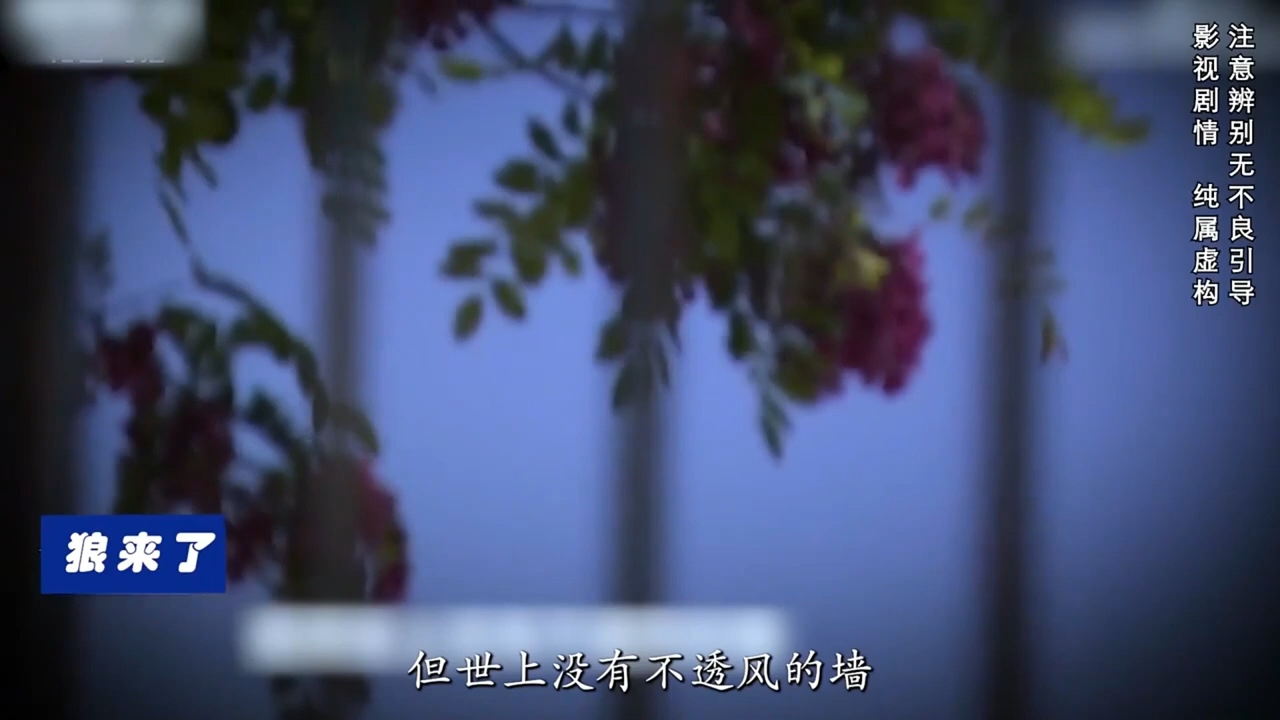 注意辨别无不良引导
影视剧情 纯属虚构
狼来了
但世上没有不透风的墙